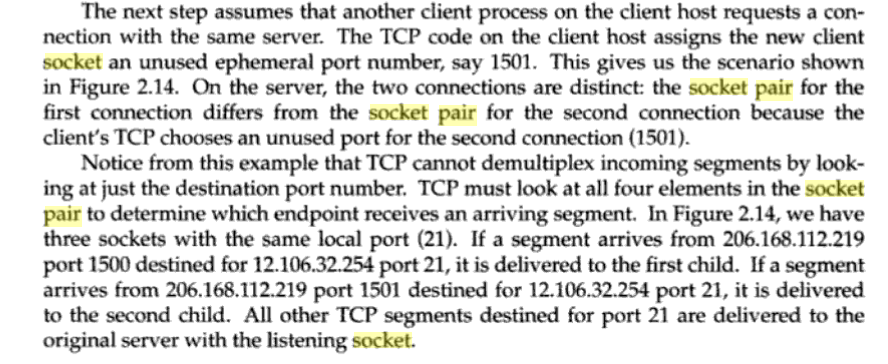 The next step assumes that another client process on the client host requests a con-
nection with the same server. The TCP code on the client host assigns the new client
socket an unused ephemeral port number, say 1501. This gives us the scenario shown
in Figure 2.14. On the server, the two connections are distinct: the socket pair for the
first connection differs from the socket pair for the second connection because the
client's TCP chooses an unused port for the second connection (1501).
Notice from this example that TCP cannot demultiplex incoming segments by look-
ing at just the destination port number. TCP must look at all four elements in the socket
pair to determine which endpoint receives an arriving segment. In Figure 2.14, we have
three sockets with the same local port (21). If a segment arrives from 206.168.112.219
port 1500 destined for 12.106.32.254 port 21, it is delivered to the first child. If a segment
arrives from 206.168.112.219 port 1501 destined for 12.106.32.254 port 21, it is delivered
to the second child. All other TCP segments destined for port 21 are delivered to the
original server with the listening socket.